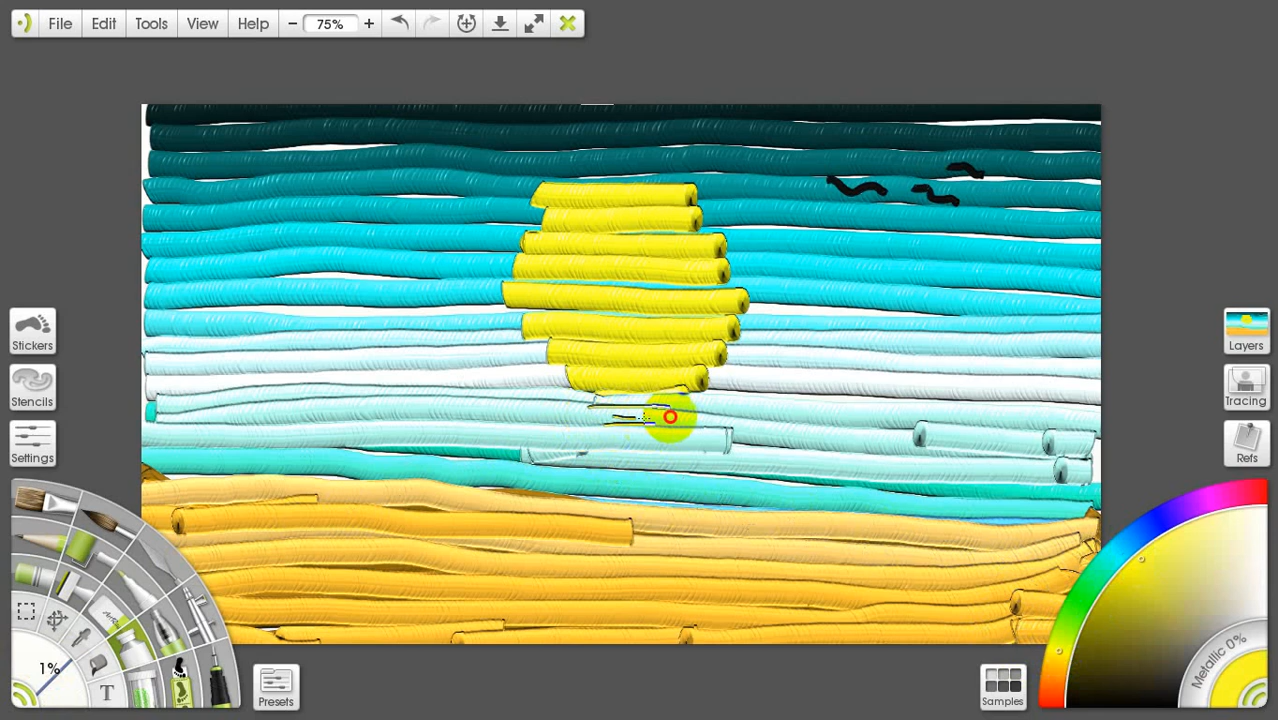 File Edit Tools View Help − 75% +
Stickers
Stencils
Settings
Layers
Tracing
Refs
1%
T
Presets
Samples
Metallic 0%